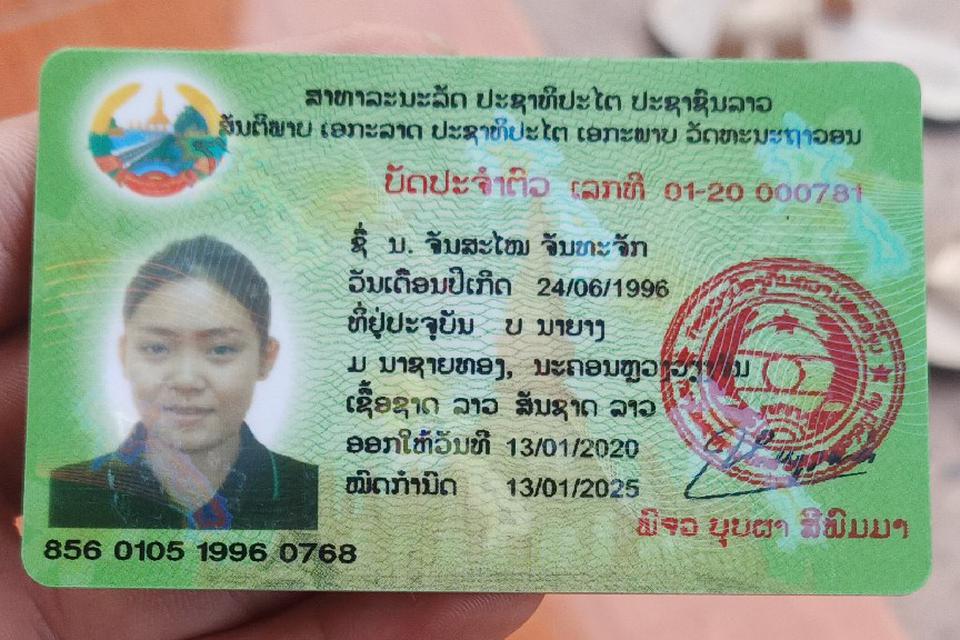 ສາທາລະນະລັດ ປະຊາທິປະໄຕ ປະຊາຊົນລາວ
ສັນຕິພາບ ເອກະລາດ ປະຊາທິປະໄຕ ເອກະພາບ ວັດທະນະຖາວອນ
ບັດປະຈຳຕົວ ເລກທີ 01-20 000781
ຊື່ ນ. ຈັນສະໄໝ ຈັນທະຈັກ
ວັນເດືອນປີເກີດ 24/06/1996
ທີ່ຢູ່ປະຈຸບັນ ບ ນາຍາງ
ມ ນາຊາຍທອງ, ນະຄອນຫຼວງວຽງຈັນ
ເຊື້ອຊາດ ລາວ ສັນຊາດ ລາວ
ອອກໃຫ້ວັນທີ 13/01/2020
ໝົດກຳນົດ 13/01/2025
ພົຈວ ບຸບຜາ ສີພົມມາ
856 0105 1996 0768